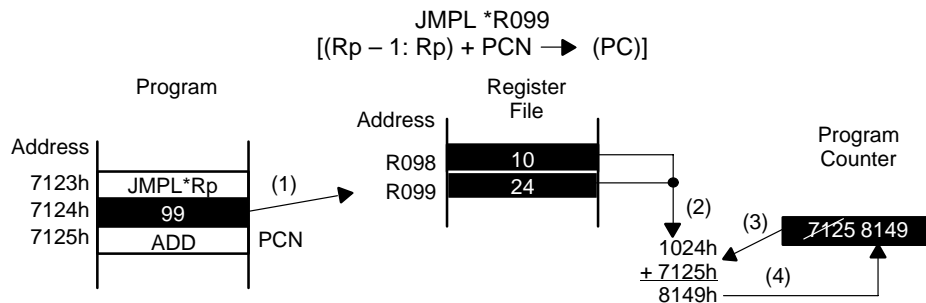 JMPL *R099
[(Rp – 1: Rp) + PCN → (PC)]
Program
Register
File
Address
Program
Counter
Address
R098 10
R099 24
7123h JMPL*Rp (1)
7124h 99
7125h ADD PCN
(2)
(3) 7125 8149
1024h
+ 7125h (4)
8149h